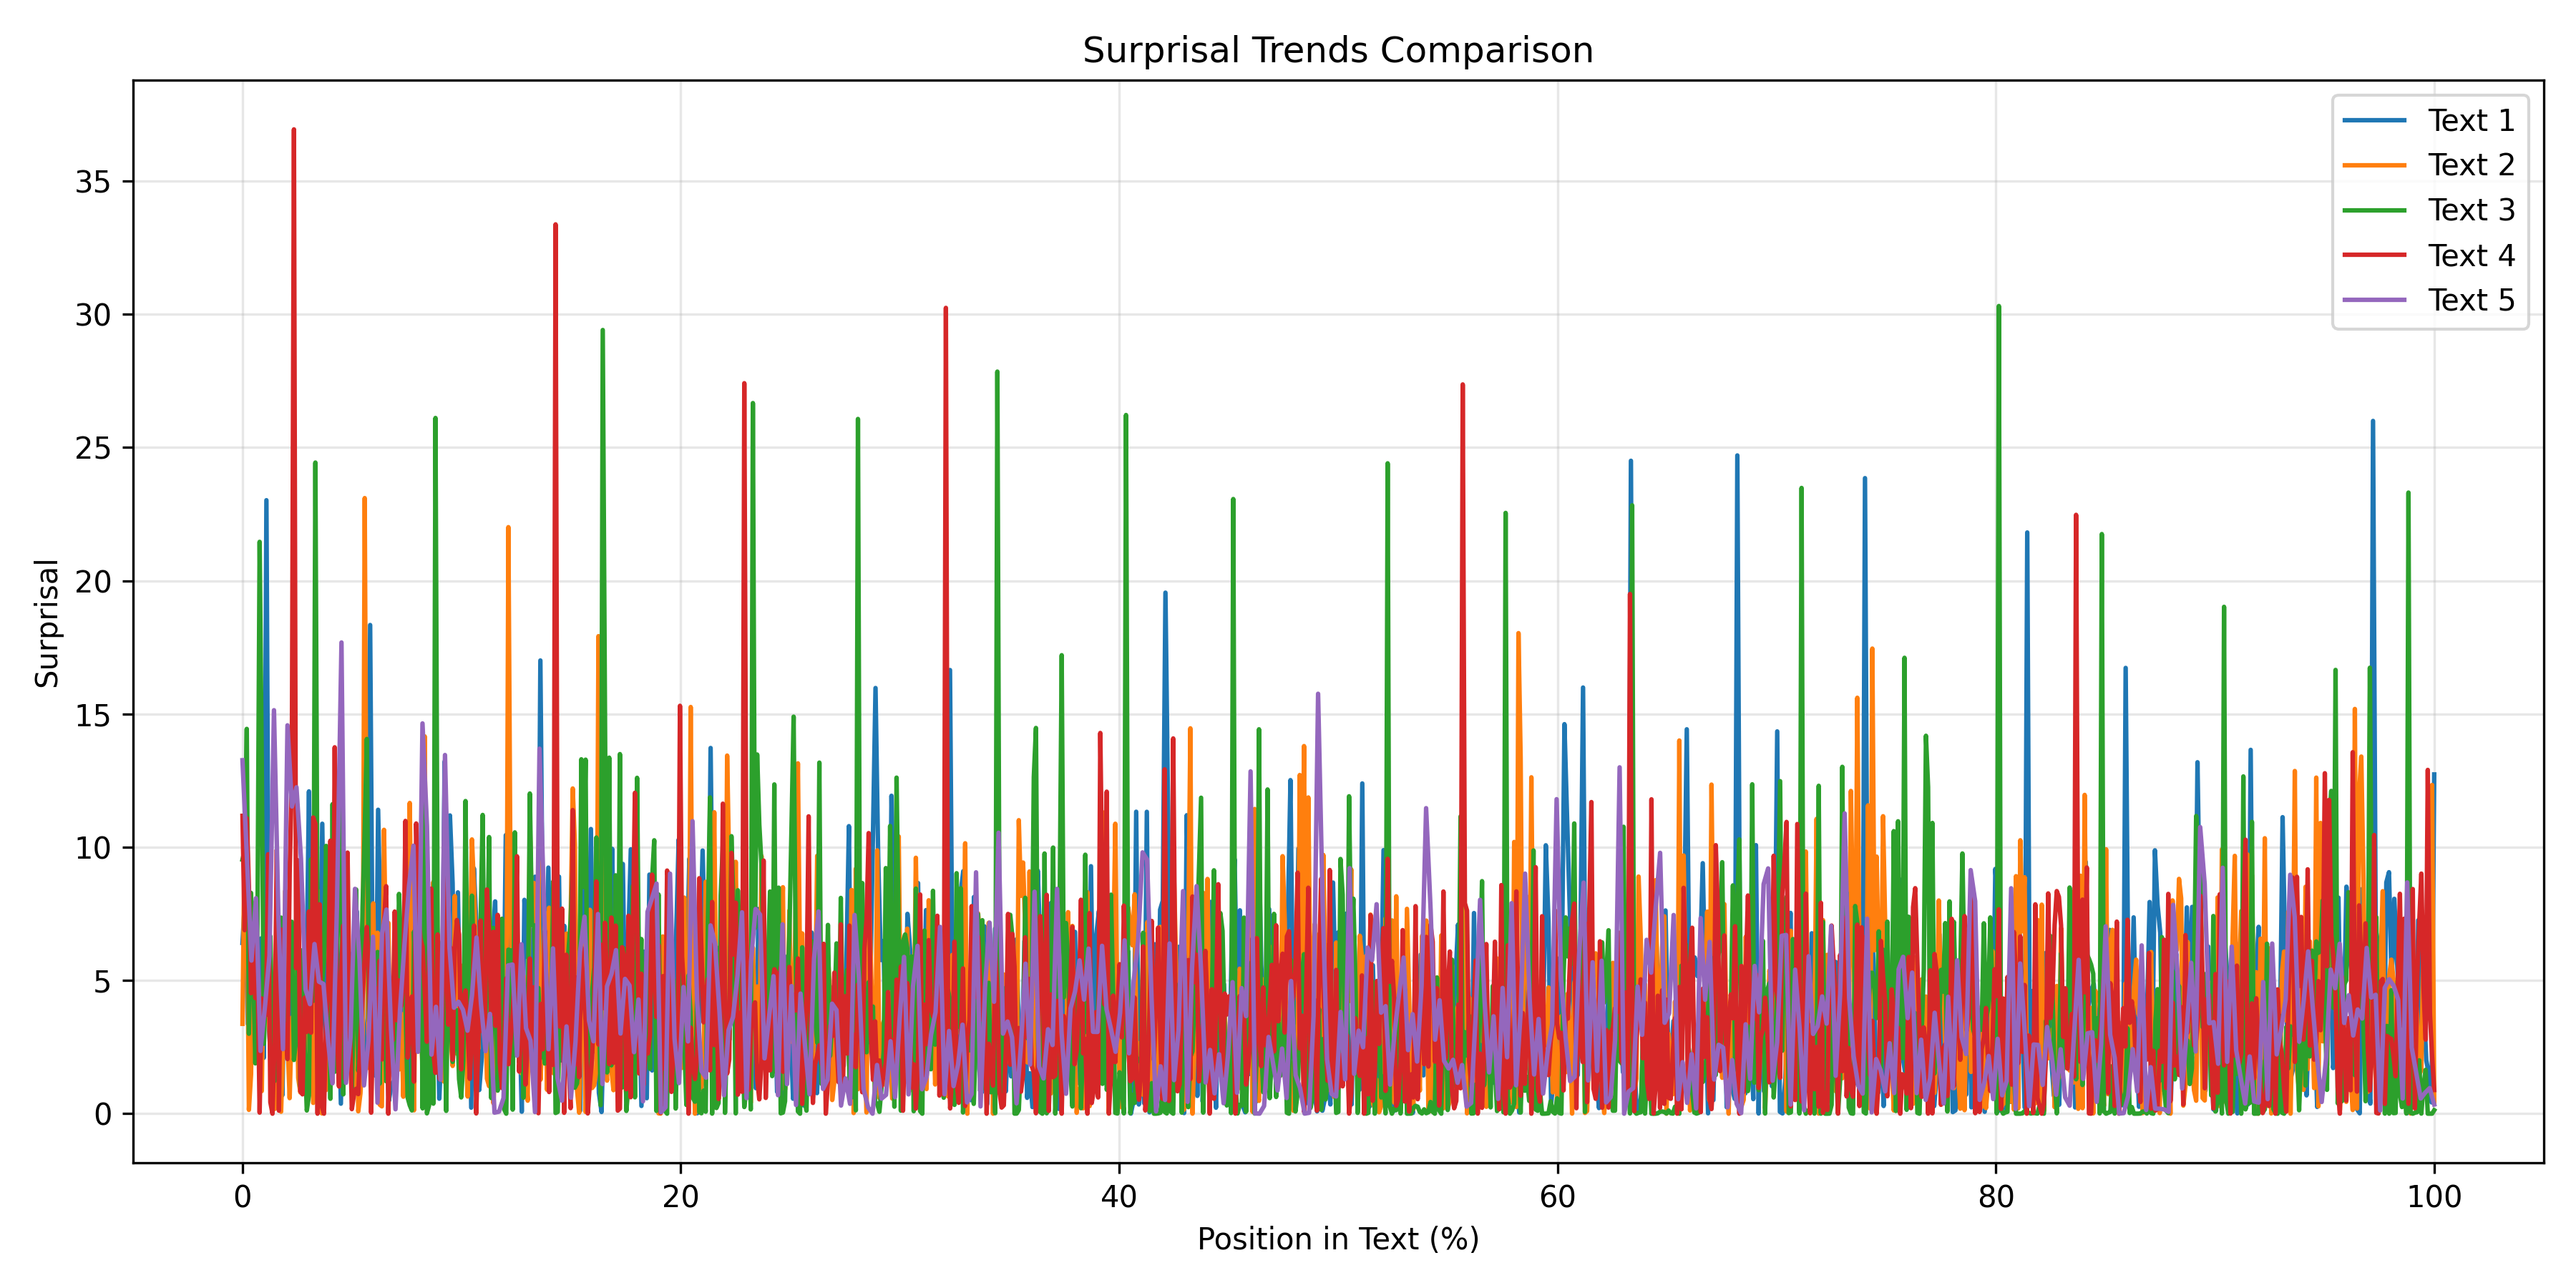 Surprisal Trends Comparison
Text 1
Text 2
Text 3
Text 4
Text 5
Surprisal
35
30
25
20
15
10
5
0
0 20 40 60 80 100
Position in Text (%)